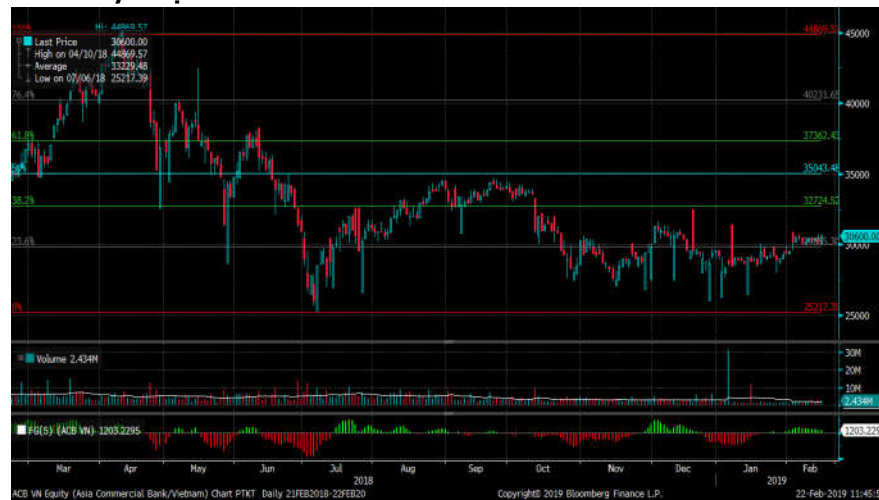 Hi: 44869.57
Last Price 30600.00
High on 04/10/18 44869.57
Average 33229.48
Low on 07/06/18 25217.39
45000
76.4% 40231.65
40000
61.8% 37362.43
35043.48
35000
38.2% 32724.52
30600.00
23.6%
30000
25217.39
25000
Volume 2.434M
30M
20M
10M
2.434M
FG(5) (ACB VN) 1203.2295
Mar Apr May Jun Jul Aug Sep Oct Nov Dec Jan Feb
2018 2019
ACB VN Equity (Asia Commercial Bank/Vietnam) Chart PTKT Daily 21FEB2018-22FEB20 Copyright© 2019 Bloomberg Finance L.P. 22-Feb-2019 11:45:5